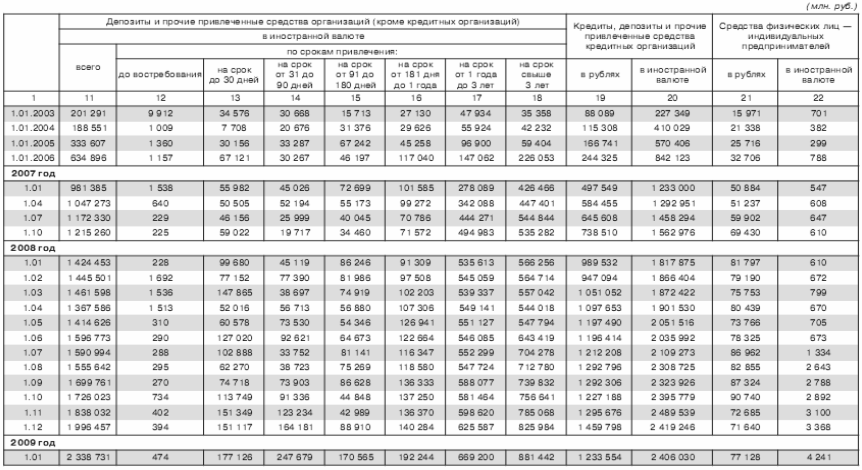 (млн. руб.)
Депозиты и прочие привлеченные средства организаций (кроме кредитных организаций) Кредиты, депозиты и прочие привлеченные средства кредитных организаций Средства физических лиц — индивидуальных предпринимателей
в иностранной валюте
по срокам привлечения:
всего до востребования на срок до 30 дней на срок от 31 до 90 дней на срок от 91 до 180 дней на срок от 181 дня до 1 года на срок от 1 года до 3 лет на срок свыше 3 лет в рублях в иностранной валюте в рублях в иностранной валюте
1 11 12 13 14 15 16 17 18 19 20 21 22
1.01.2003 201 291 9 912 34 576 30 668 15 713 27 130 47 934 35 358 88 089 227 349 15 971 701
1.01.2004 188 551 1 009 7 708 20 676 31 376 29 626 55 924 42 232 115 308 410 029 21 338 382
1.01.2005 333 607 1 360 30 156 33 287 67 242 45 258 96 900 59 404 166 741 570 406 25 716 299
1.01.2006 634 896 1 157 67 121 30 267 46 197 117 040 147 062 226 053 244 325 842 123 32 706 788
2007 год
1.01 981 385 1 538 55 982 45 026 72 699 101 585 278 089 426 466 497 549 1 233 000 50 884 547
1.04 1 047 273 640 50 505 52 194 55 173 99 272 342 088 447 401 584 455 1 292 951 51 237 608
1.07 1 172 330 229 46 156 25 999 40 045 70 786 444 271 544 844 645 608 1 458 294 59 902 647
1.10 1 215 260 225 59 022 19 717 34 460 71 572 494 983 535 282 738 510 1 562 976 69 430 610
2008 год
1.01 1 424 453 228 99 680 45 119 86 246 91 309 535 613 566 256 989 532 1 817 875 81 797 610
1.02 1 445 501 1 692 77 152 77 390 81 986 97 508 545 059 564 714 947 094 1 866 404 79 190 672
1.03 1 461 598 1 536 147 865 38 697 74 919 102 203 539 337 557 042 1 051 052 1 872 422 75 753 799
1.04 1 367 586 1 513 52 016 56 713 56 880 107 306 549 141 544 018 1 097 653 1 901 530 80 439 670
1.05 1 414 626 310 60 578 73 530 54 346 126 941 551 127 547 794 1 197 490 2 051 516 73 766 705
1.06 1 596 773 290 127 020 92 621 64 673 122 664 546 085 643 419 1 196 414 2 035 992 78 325 673
1.07 1 590 994 288 102 888 33 752 81 141 116 347 552 299 704 278 1 212 208 2 109 273 86 962 1 334
1.08 1 555 642 295 62 270 38 723 75 269 118 580 547 724 712 780 1 292 796 2 308 725 82 855 2 643
1.09 1 699 761 270 74 718 73 903 86 628 136 333 588 077 739 832 1 292 306 2 323 926 87 324 2 788
1.10 1 726 023 734 113 749 91 336 44 848 137 250 581 464 756 641 1 227 188 2 395 779 90 740 2 892
1.11 1 838 032 402 151 349 123 234 42 989 136 370 598 620 785 068 1 295 676 2 489 539 72 685 3 100
1.12 1 996 457 394 151 117 164 181 88 910 140 284 625 587 825 984 1 459 798 2 419 246 71 640 3 368
2009 год
1.01 2 338 731 474 177 126 247 679 170 565 192 244 669 200 881 442 1 233 554 2 406 030 77 128 4 241